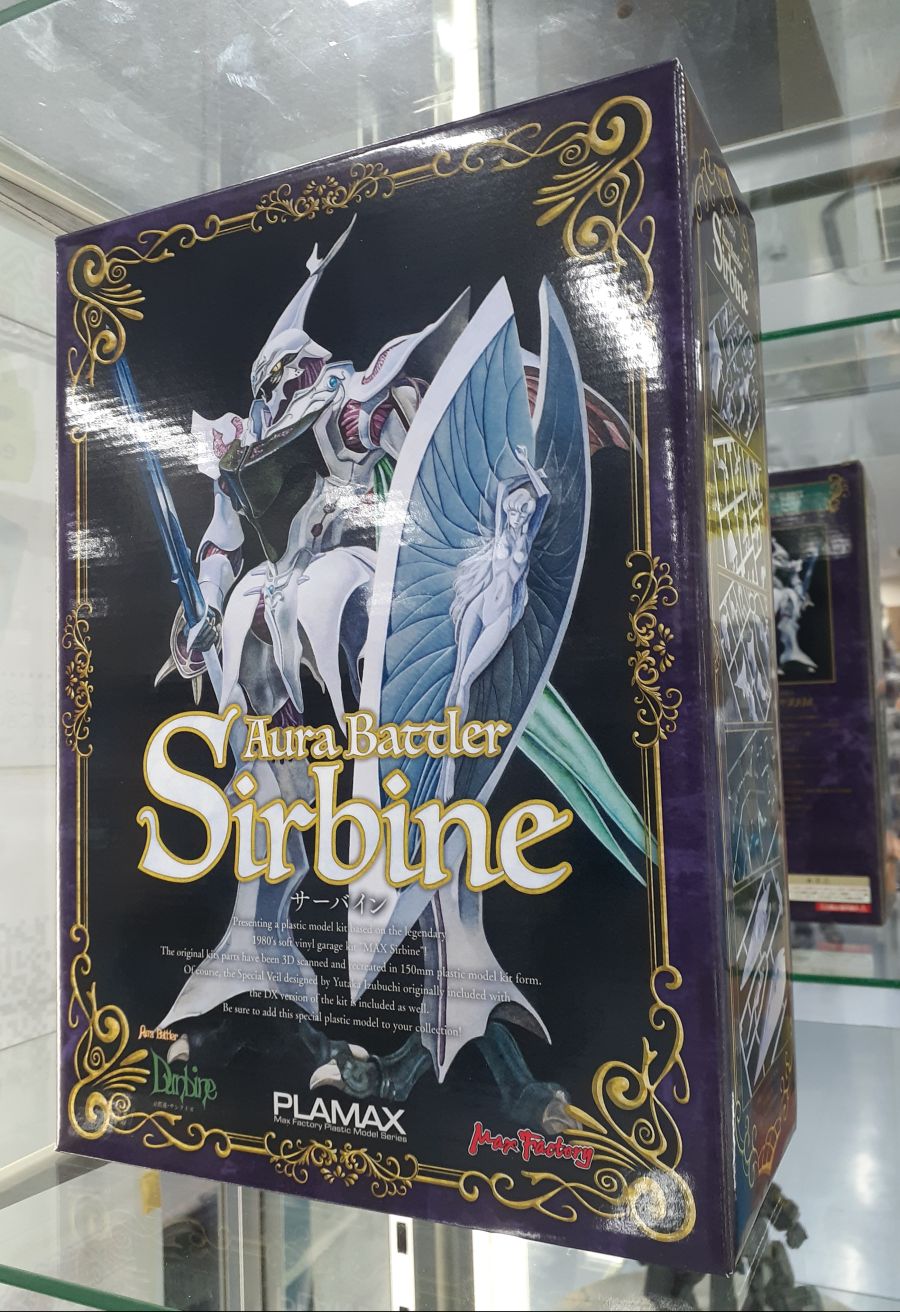 Aura Battler
Sirbine
サーバイン
Presenting a plastic model kit based on the legendary
1980's soft vinyl garage kit "MAX Sirbine"!
The original kits parts have been 3D scanned and recreated in 150mm plastic model kit form.
Of course, the Special Veil designed by Yutaka Izubuchi originally included with
the DX version of the kit is included as well.
Be sure to add this special plastic model to your collection!
Aura Battler
Dunbine
PLAMAX
Max Factory Plastic Model Series
Max Factory
Sirbine